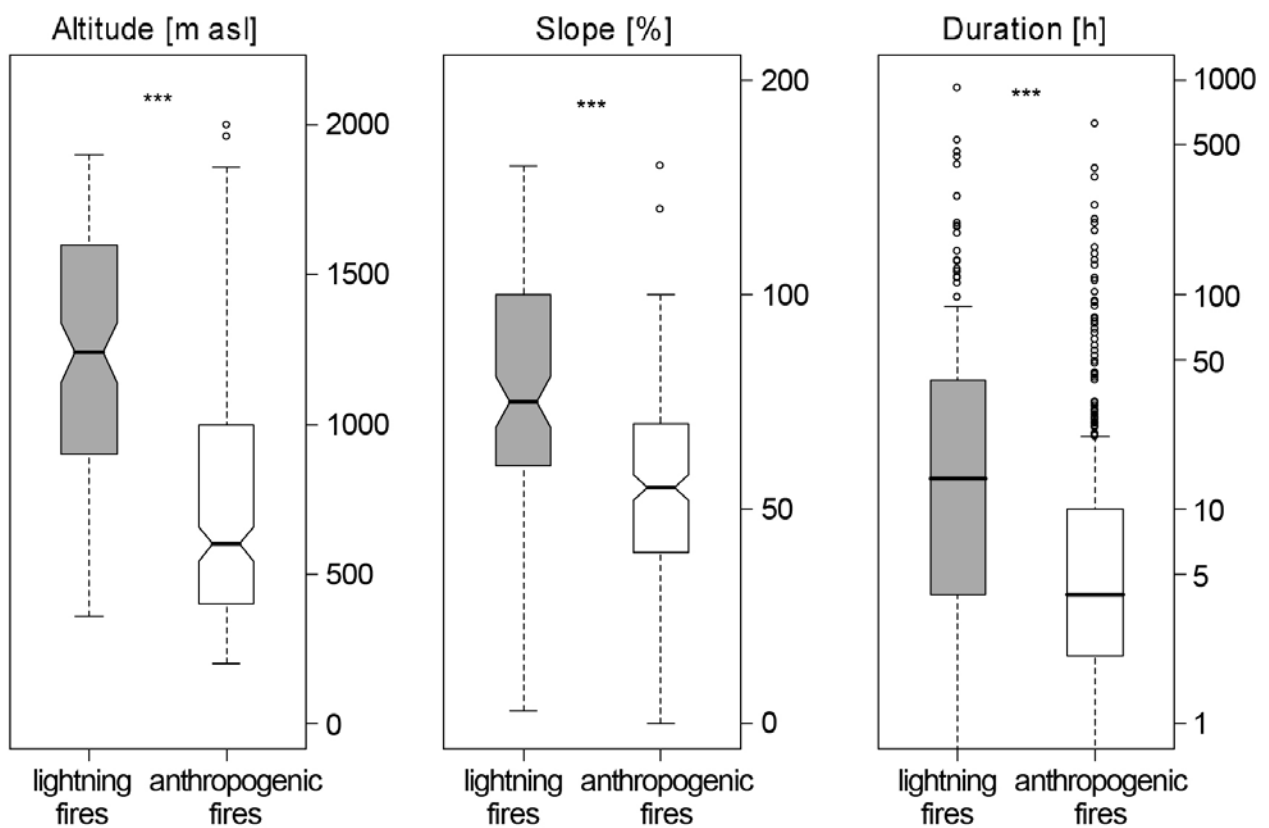 Altitude [m asl]
***
2000
1500
1000
500
0
lightning
fires
anthropogenic
fires
Slope [%]
***
200
100
50
0
lightning
fires
anthropogenic
fires
Duration [h]
***
1000
500
100
50
10
5
1
lightning
fires
anthropogenic
fires